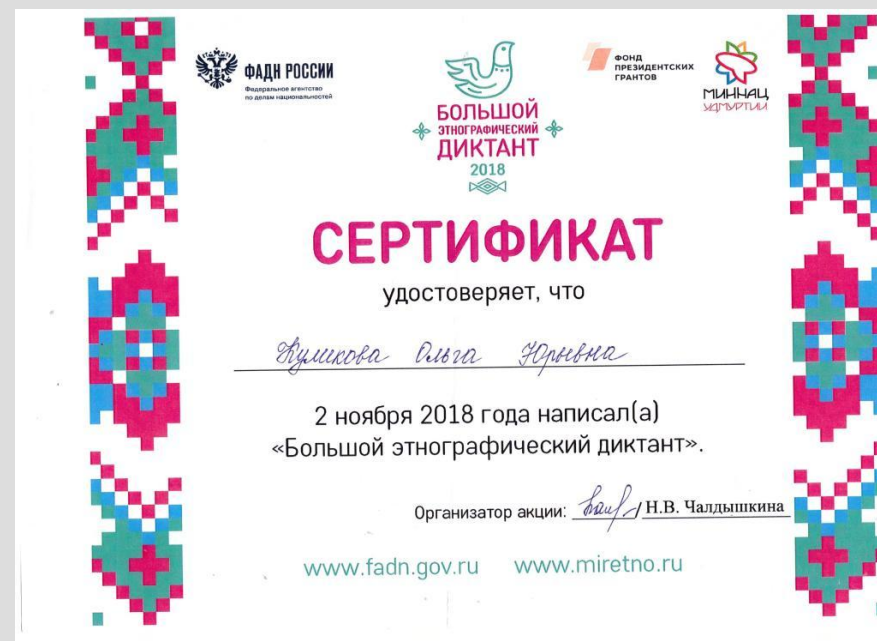 ФАДН РОССИИ
Федеральное агентство
по делам национальностей
БОЛЬШОЙ
ЭТНОГРАФИЧЕСКИЙ
ДИКТАНТ
2018
ФОНД
ПРЕЗИДЕНТСКИХ
ГРАНТОВ
МИННАЦ
УДМУРТИИ
СЕРТИФИКАТ
удостоверяет, что
Куликова Ольга Юрьевна
2 ноября 2018 года написал(а)
«Большой этнографический диктант».
Организатор акции: Н.В. Чалдышкина
www.fadn.gov.ru www.miretno.ru